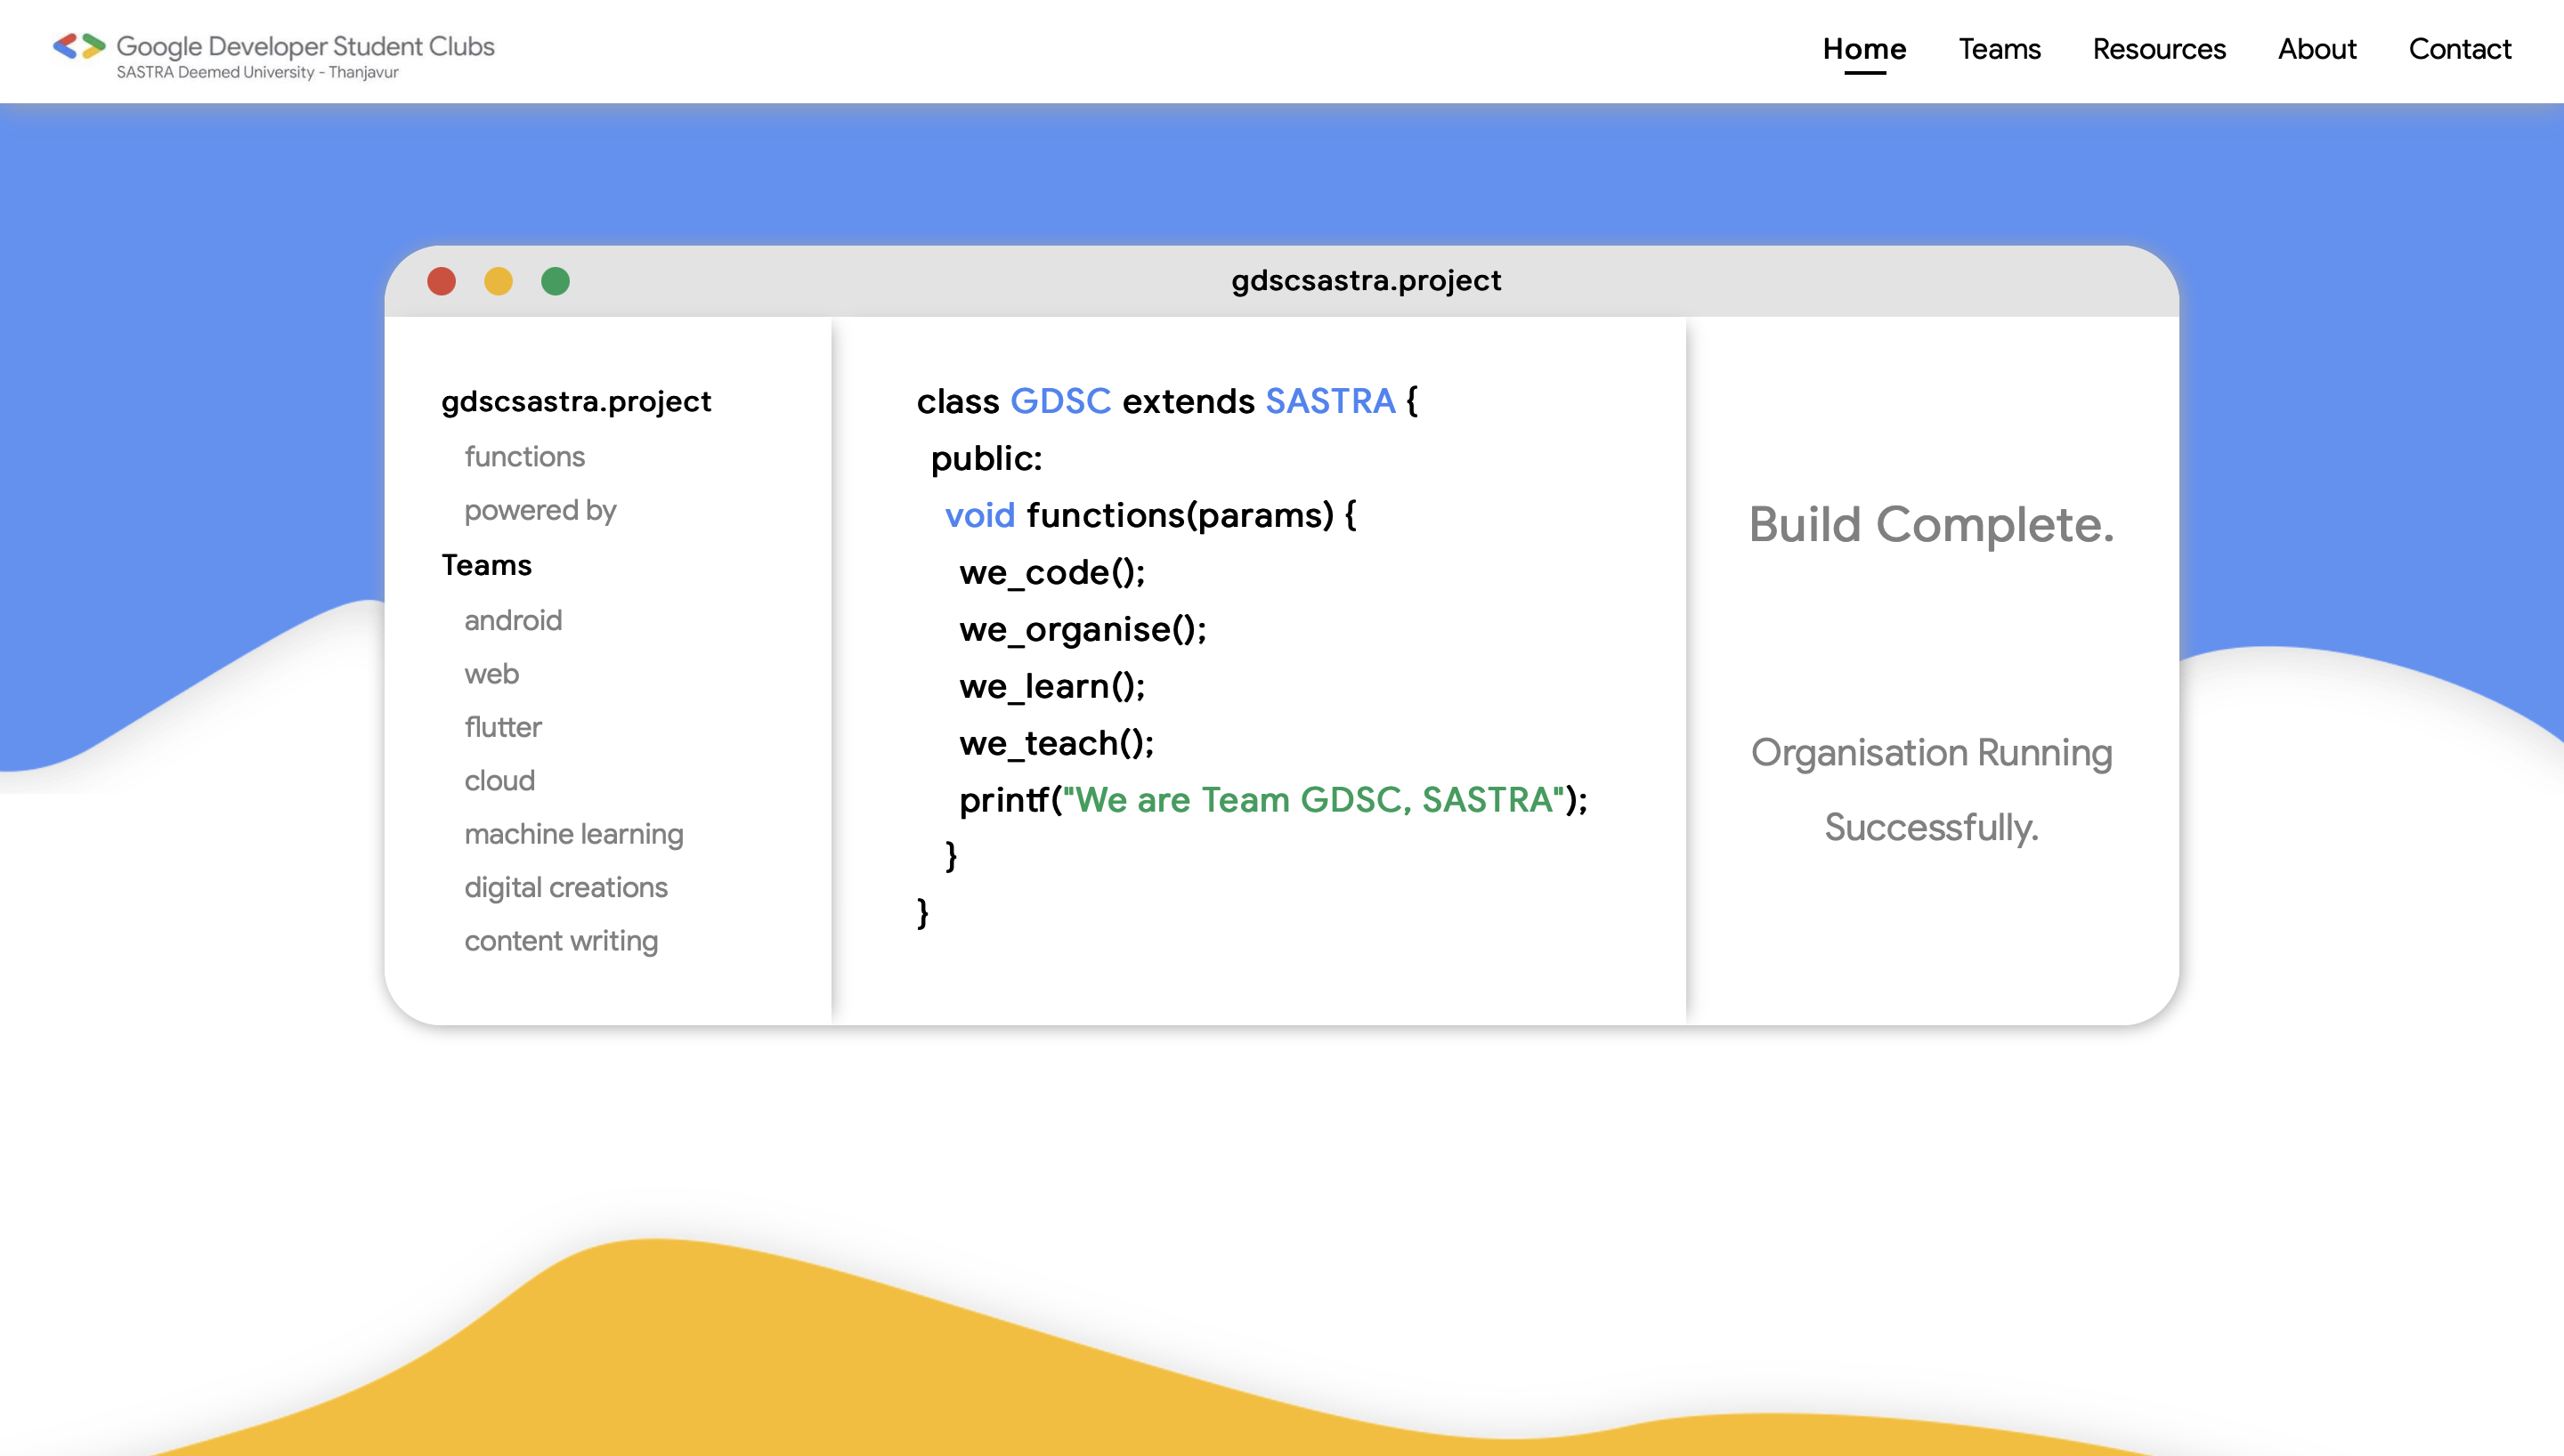 Google Developer Student Clubs
SASTRA Deemed University - Thanjavur
Home Teams Resources About Contact
gdscsastra.project
gdscsastra.project
functions
powered by
Teams
android
web
flutter
cloud
machine learning
digital creations
content writing
class GDSC extends SASTRA {
public:
void functions(params) {
we_code();
we_organise();
we_learn();
we_teach();
printf("We are Team GDSC, SASTRA");
}
}
Build Complete.
Organisation Running
Successfully.